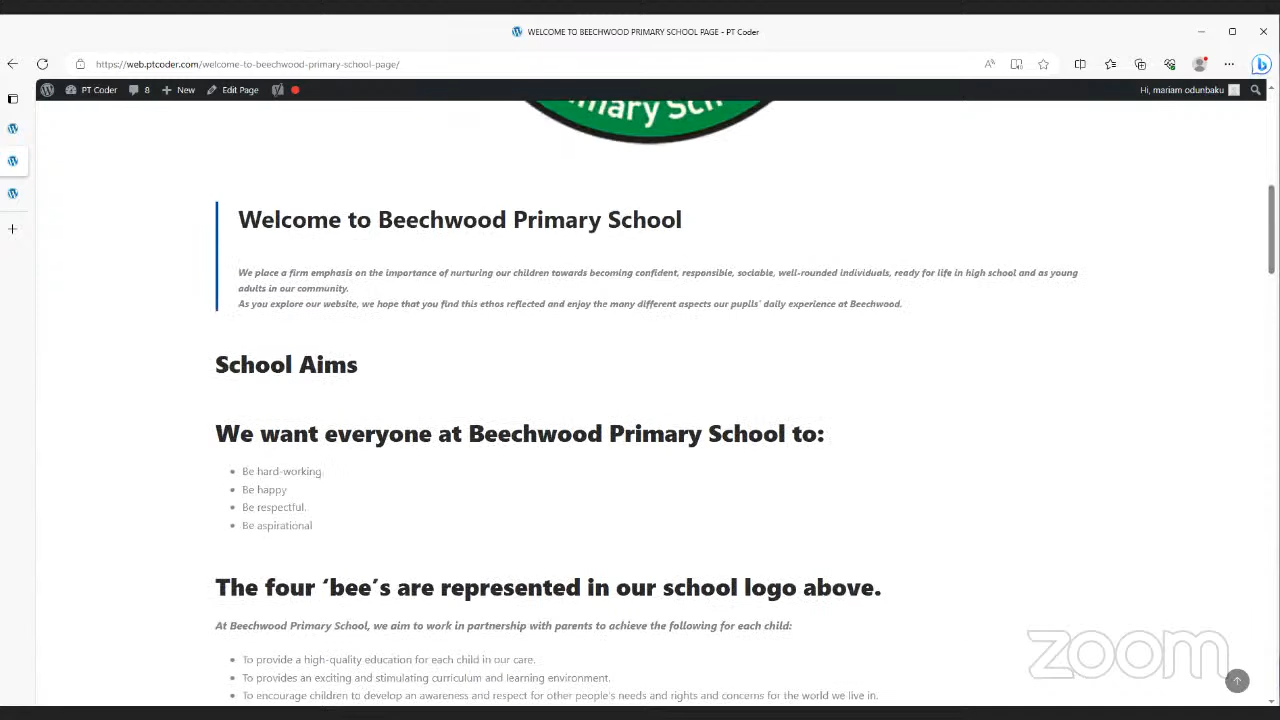 WELCOME TO BEECHWOOD PRIMARY SCHOOL PAGE - PT Coder
https://web.ptcoder.com/welcome-to-beechwood-primary-school-page/
PT Coder 8 New Edit Page Hi, mariam odunbaku
mary Sch
Welcome to Beechwood Primary School
We place a firm emphasis on the importance of nurturing our children towards becoming confident, responsible, sociable, well-rounded individuals, ready for life in high school and as young
adults in our community.
As you explore our website, we hope that you find this ethos reflected and enjoy the many different aspects our pupils' daily experience at Beechwood.
School Aims
We want everyone at Beechwood Primary School to:
• Be hard-working
• Be happy
• Be respectful.
• Be aspirational
The four ‘bee’s are represented in our school logo above.
At Beechwood Primary School, we aim to work in partnership with parents to achieve the following for each child:
• To provide a high-quality education for each child in our care.
• To provides an exciting and stimulating curriculum and learning environment.
• To encourage children to develop an awareness and respect for other people's needs and rights and concerns for the world we live in.
zoom